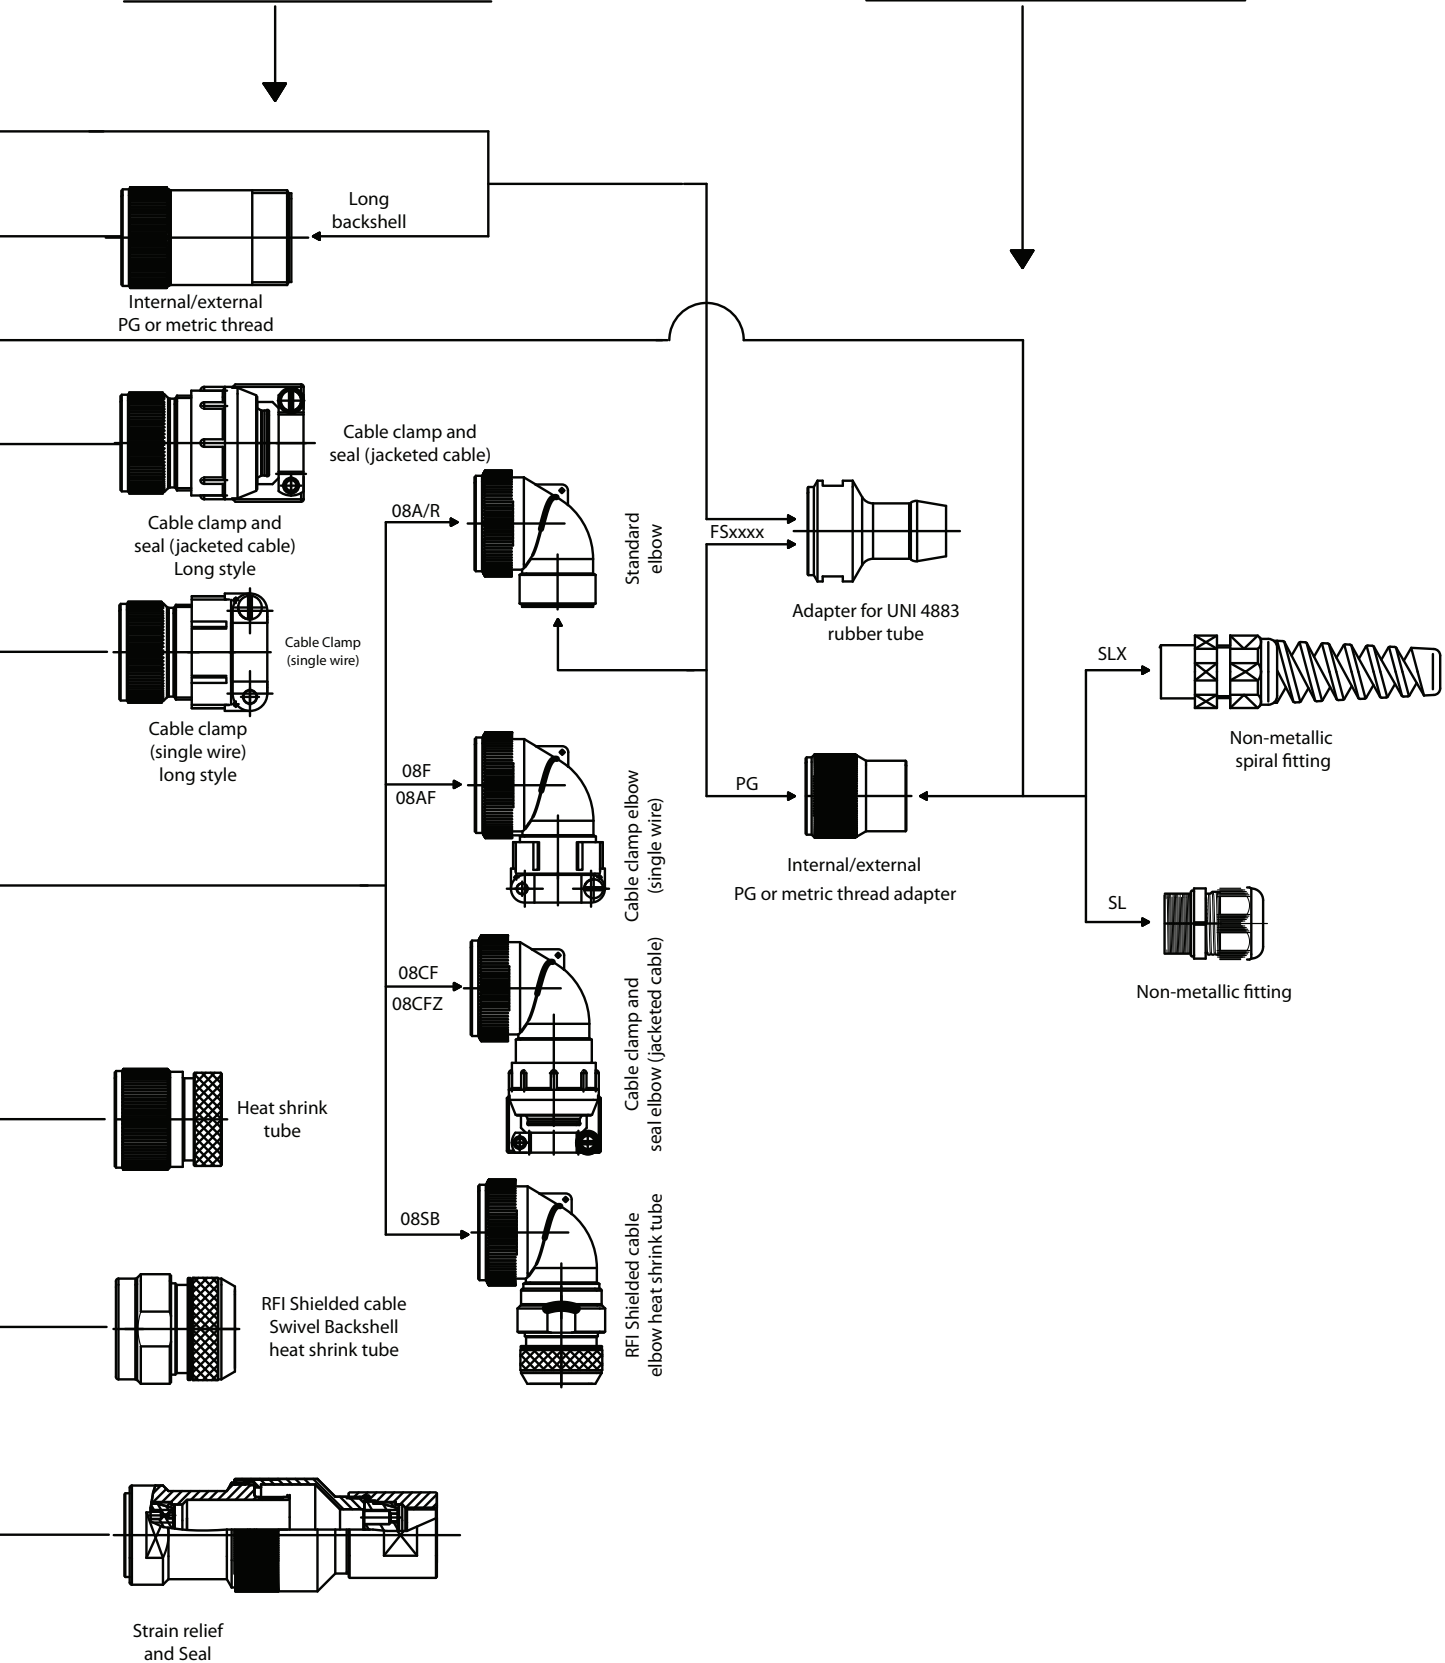 Long
backshell
Internal/external
PG or metric thread
Cable clamp and
seal (jacketed cable)
Cable clamp and
seal (jacketed cable)
Long style
08A/R
Standard
elbow
FSxxxx
Adapter for UNI 4883
rubber tube
Cable Clamp
(single wire)
Cable clamp
(single wire)
long style
SLX
Non-metallic
spiral fitting
08F
08AF
Cable clamp elbow
(single wire)
PG
Internal/external
PG or metric thread adapter
SL
Non-metallic fitting
08CF
08CFZ
Cable clamp and
seal elbow (jacketed cable)
Heat shrink
tube
08SB
RFI Shielded cable
elbow heat shrink tube
RFI Shielded cable
Swivel Backshell
heat shrink tube
Strain relief
and Seal